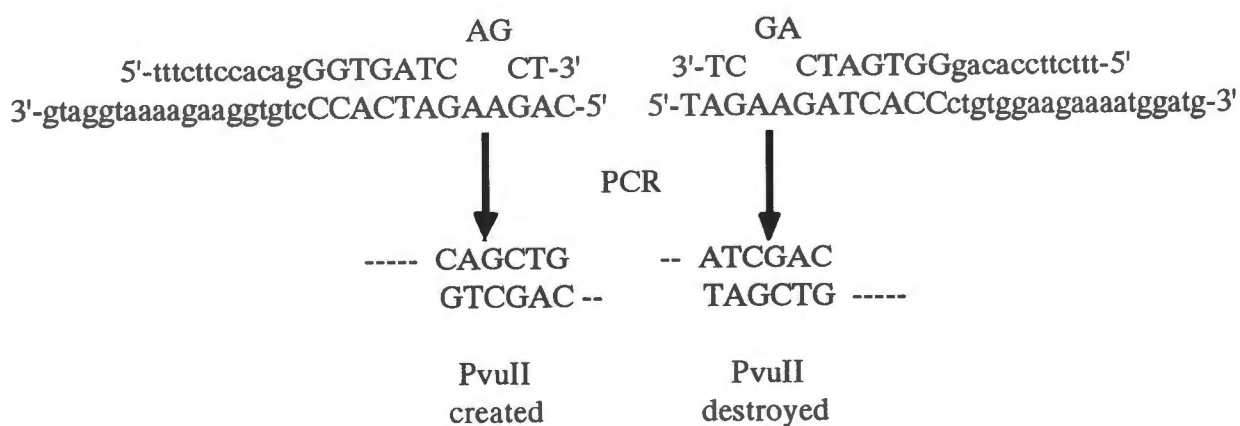 AG GA
5'-tttcttccacagGGTGATC CT-3' 3'-TC CTAGTGGgacaccttcttt-5'
3'-gtaggtaaaagaaggtgtcCCACTAGAAGAC-5' 5'-TAGAAGATCACCctgtggaagaaaatggatg-3'
PCR
----- CAGCTG -- ATCGAC
GTCGAC -- TAGCTG -----
PvuII PvuII
created destroyed